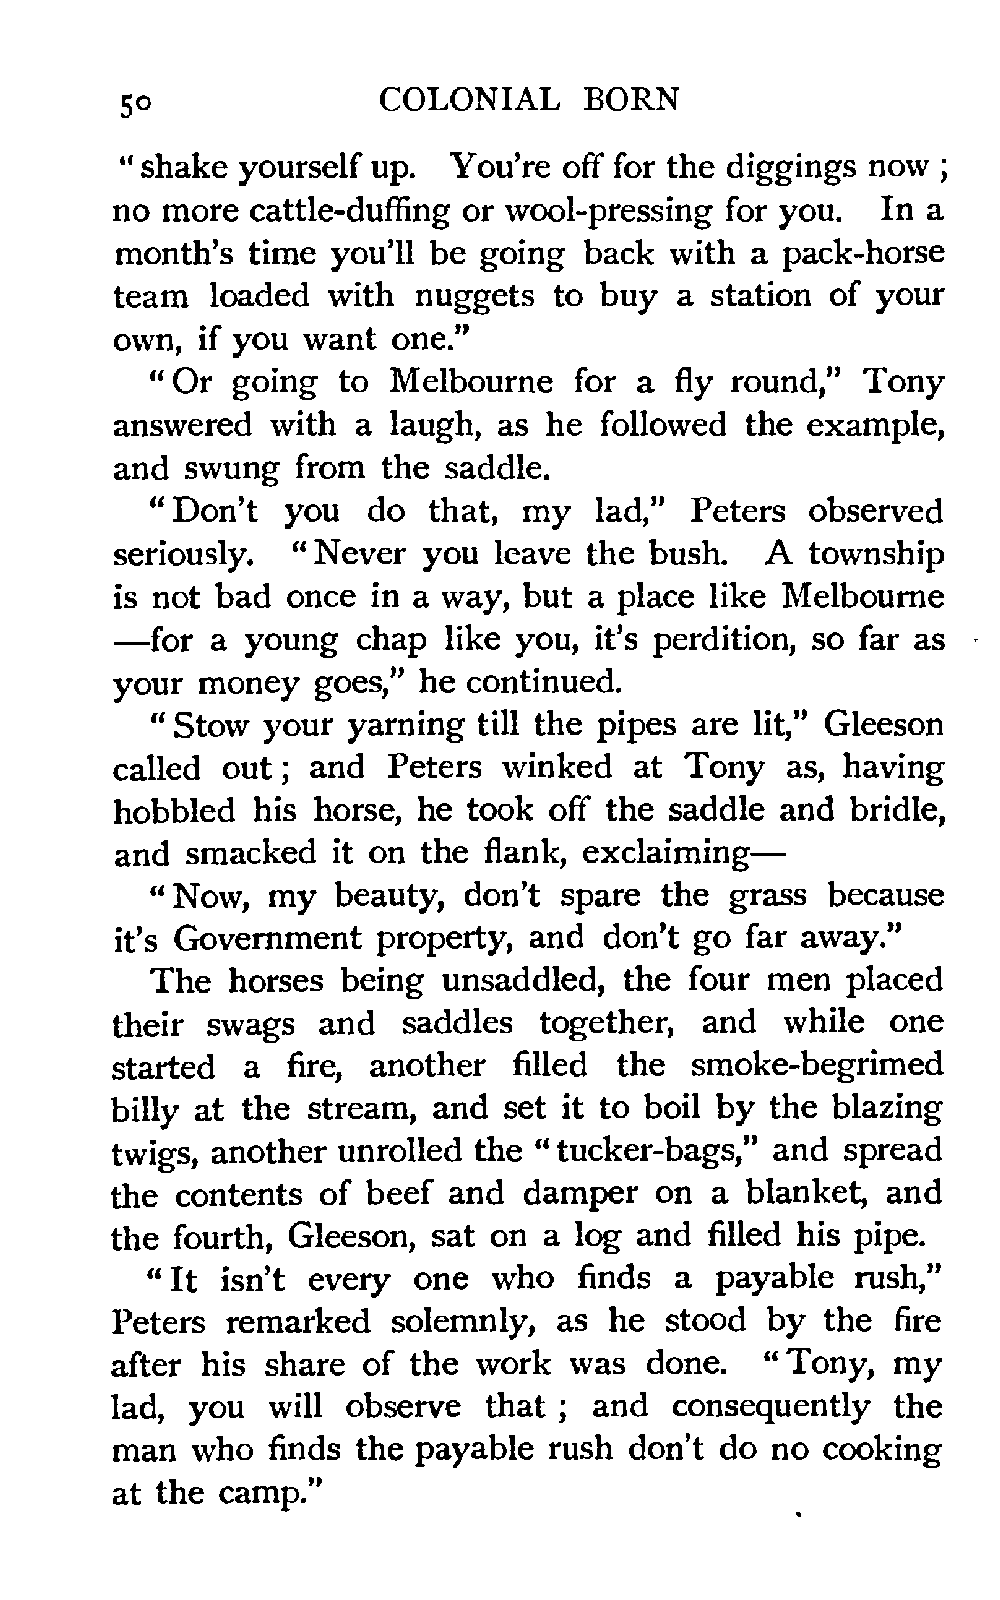 50 COLONIAL BORN
“shake yourself up. You're off for the diggings now;
no more cattle-duffing or wool-pressing for you. In a
month's time you'll be going back with a pack-horse
team loaded with nuggets to buy a station of your
own, if you want one.”
“Or going to Melbourne for a fly round,” Tony
answered with a laugh, as he followed the example,
and swung from the saddle.
“Don't you do that, my lad,” Peters observed
seriously. “Never you leave the bush. A township
is not bad once in a way, but a place like Melbourne
—for a young chap like you, it's perdition, so far as
your money goes,” he continued.
“Stow your yarning till the pipes are lit,” Gleeson
called out; and Peters winked at Tony as, having
hobbled his horse, he took off the saddle and bridle,
and smacked it on the flank, exclaiming—
“Now, my beauty, don't spare the grass because
it's Government property, and don't go far away.”
The horses being unsaddled, the four men placed
their swags and saddles together, and while one
started a fire, another filled the smoke-begrimed
billy at the stream, and set it to boil by the blazing
twigs, another unrolled the “tucker-bags,” and spread
the contents of beef and damper on a blanket, and
the fourth, Gleeson, sat on a log and filled his pipe.
“It isn't every one who finds a payable rush,”
Peters remarked solemnly, as he stood by the fire
after his share of the work was done. “Tony, my
lad, you will observe that; and consequently the
man who finds the payable rush don't do no cooking
at the camp.”